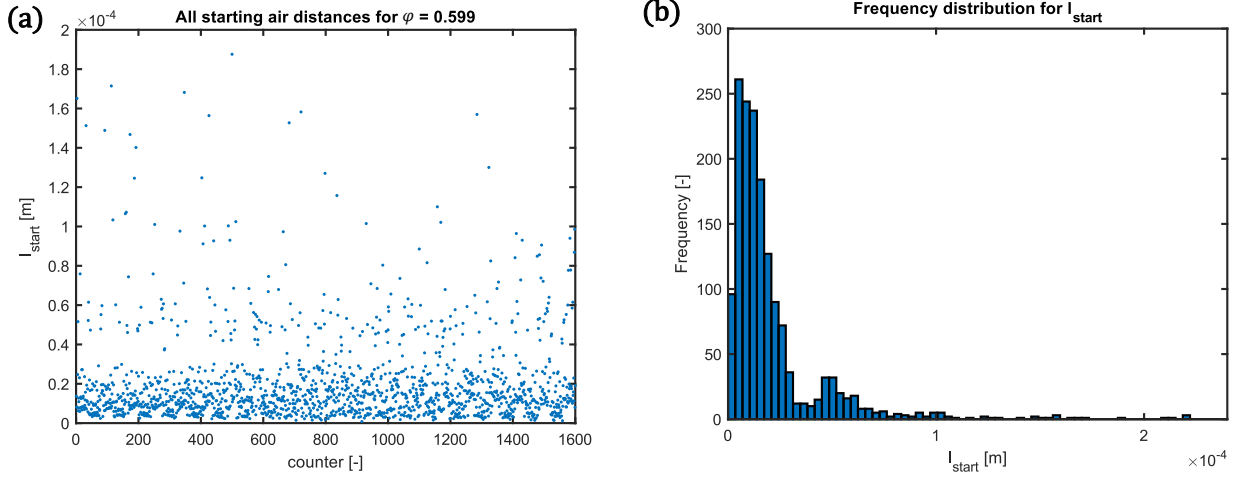 (a)
All starting air distances for φ = 0.599
×10⁻⁴
2
1.8
1.6
1.4
1.2
1
0.8
0.6
0.4
0.2
0
l_start [m]
0 200 400 600 800 1000 1200 1400 1600
counter [-]
(b)
Frequency distribution for l_start
300
250
200
150
100
50
0
Frequency [-]
0 1 2
×10⁻⁴
l_start [m]